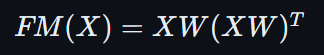 FM(X) = XW(XW)^T